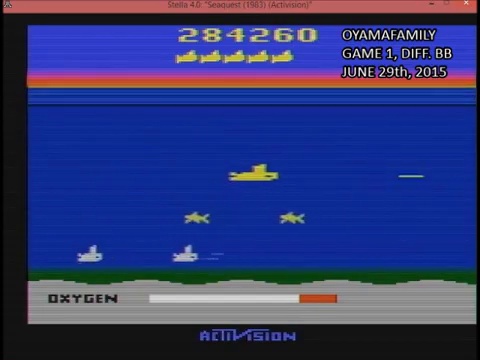 Stella 4.0: "Seaquest (1983) (Activision)"
284260
OYAMAFAMILY
GAME 1, DIFF. BB
JUNE 29th, 2015
OXYGEN
ACTIVISION